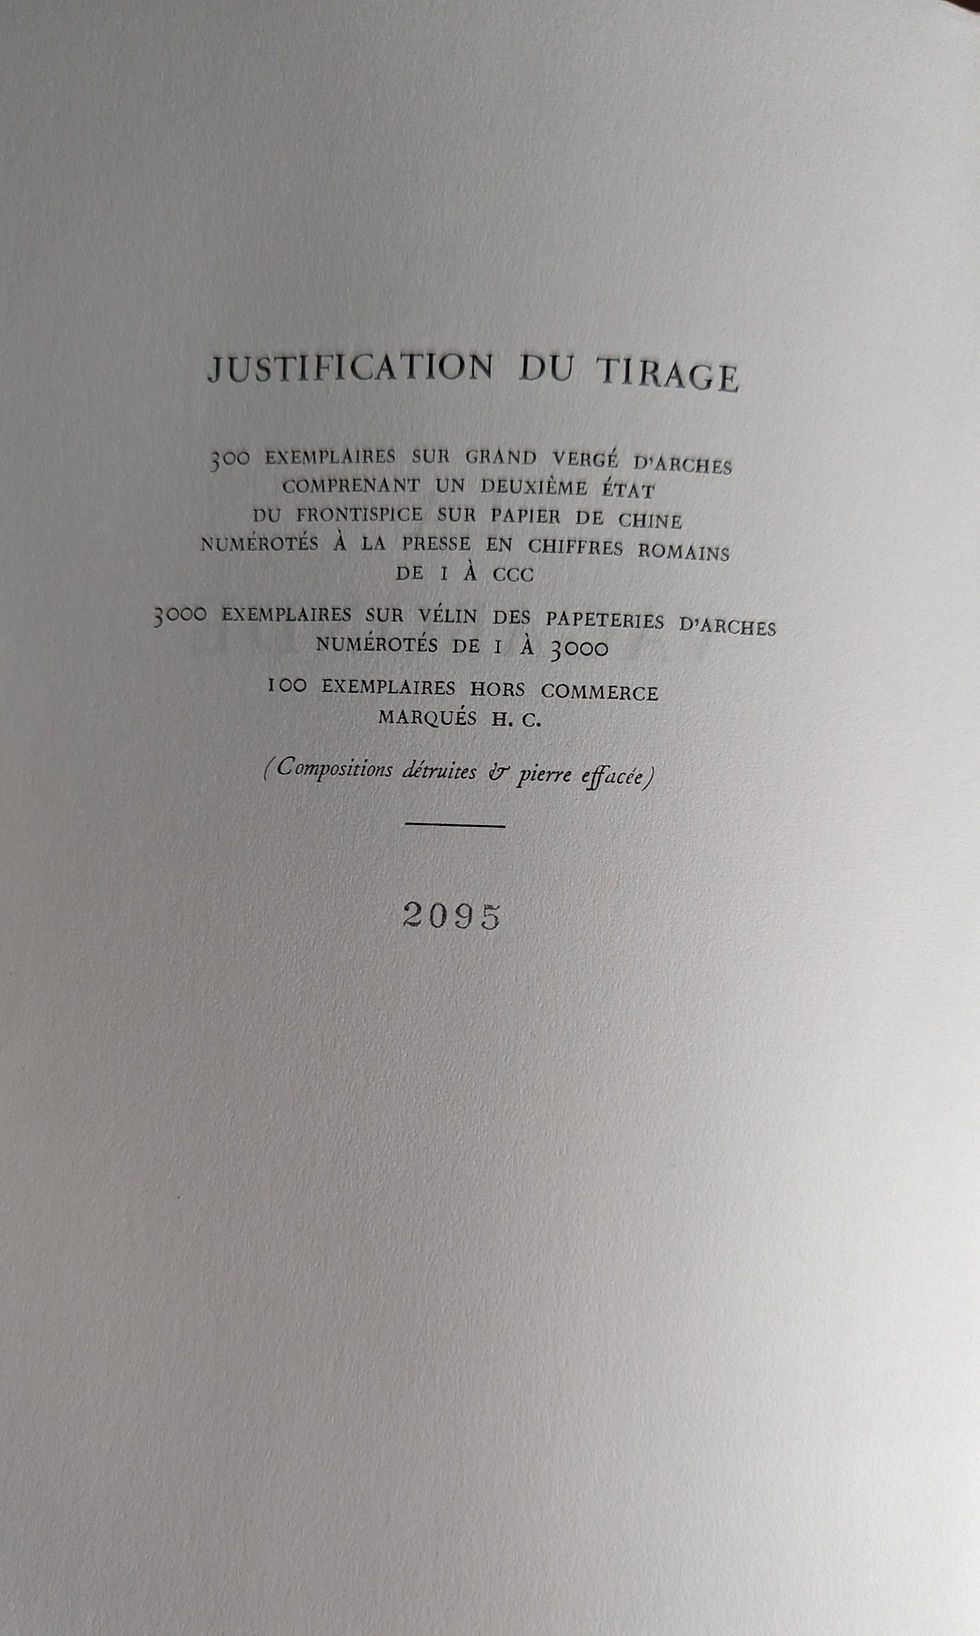 JUSTIFICATION DU TIRAGE
300 EXEMPLAIRES SUR GRAND VERGÉ D'ARCHES
COMPRENANT UN DEUXIÈME ÉTAT
DU FRONTISPICE SUR PAPIER DE CHINE
NUMÉROTÉS À LA PRESSE EN CHIFFRES ROMAINS
DE I À CCC
3000 EXEMPLAIRES SUR VÉLIN DES PAPETERIES D'ARCHES
NUMÉROTÉS DE 1 À 3000
100 EXEMPLAIRES HORS COMMERCE
MARQUÉS H. C.
(Compositions détruites & pierre effacée)
2095